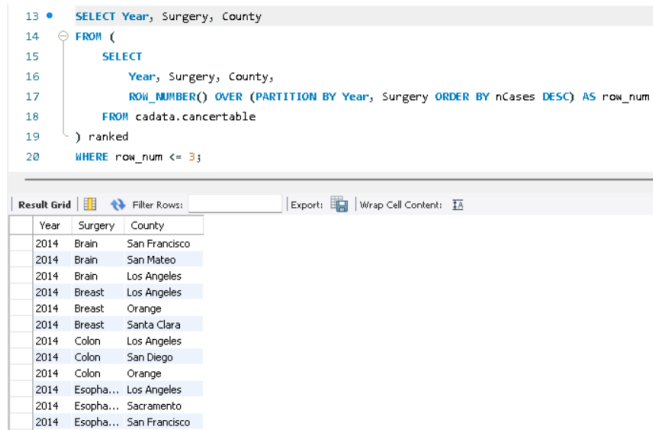 13 SELECT Year, Surgery, County
14 FROM (
15 SELECT
16 Year, Surgery, County,
17 ROW_NUMBER() OVER (PARTITION BY Year, Surgery ORDER BY nCases DESC) AS row_num
18 FROM cadata.cancertable
19 ) ranked
20 WHERE row_num <= 3;
Result Grid Filter Rows: Export: Wrap Cell Content: IA
Year Surgery County
2014 Brain San Francisco
2014 Brain San Mateo
2014 Brain Los Angeles
2014 Breast Los Angeles
2014 Breast Orange
2014 Breast Santa Clara
2014 Colon Los Angeles
2014 Colon San Diego
2014 Colon Orange
2014 Esopha... Los Angeles
2014 Esopha... Sacramento
2014 Esopha... San Francisco